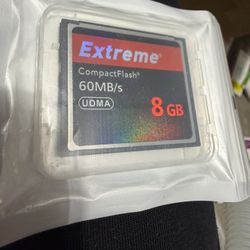 Extreme
CompactFlash®
60MB/s
UDMA
8 GB